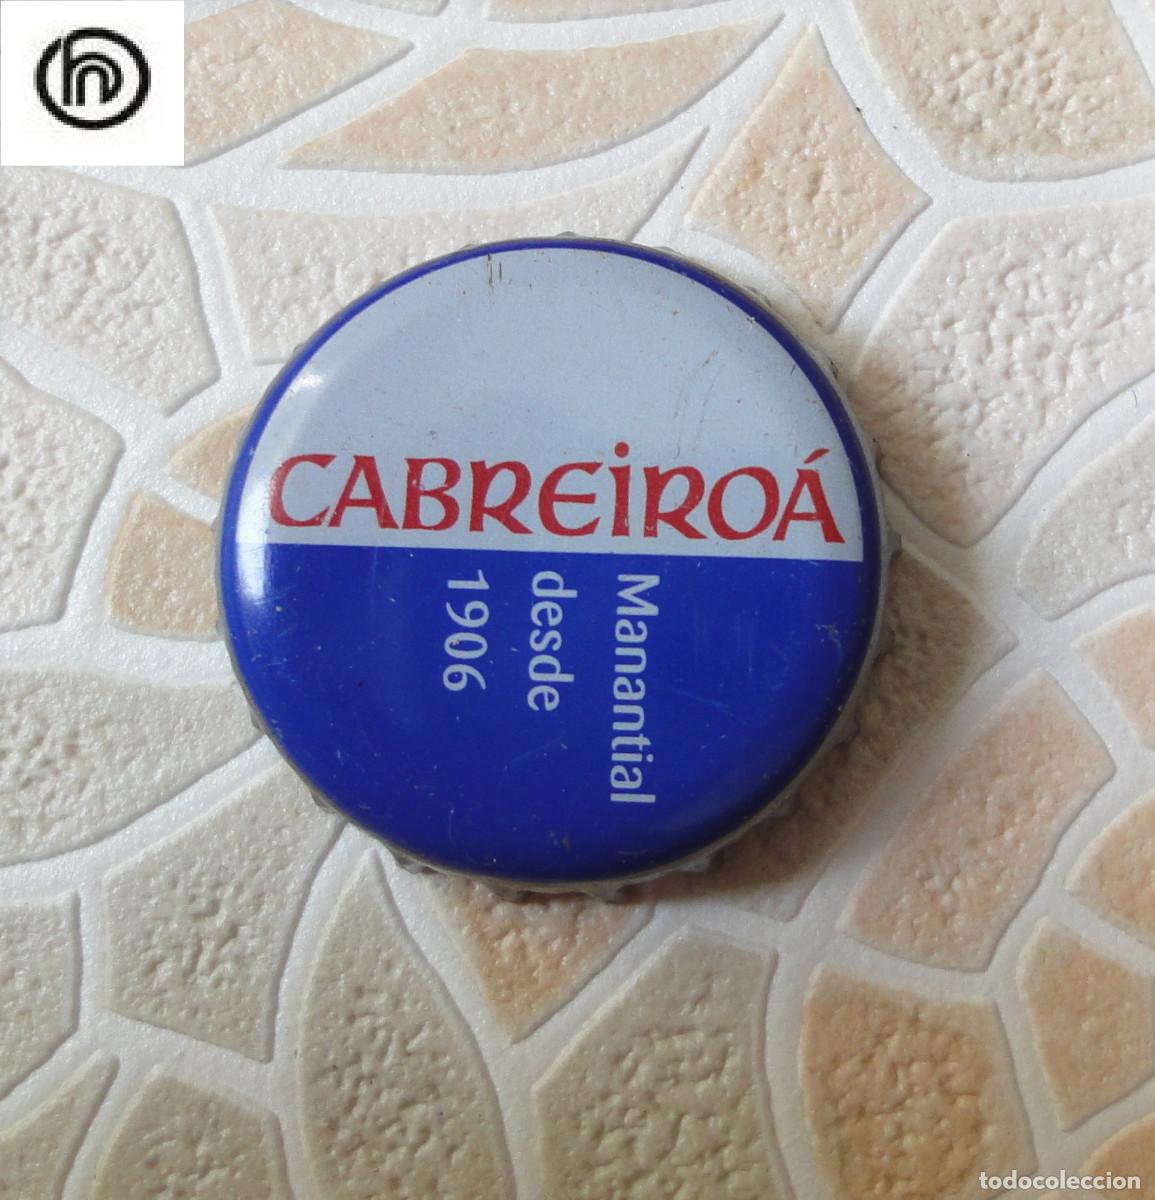 CABREIROÁ
Manantial
desde
1906
todocoleccion